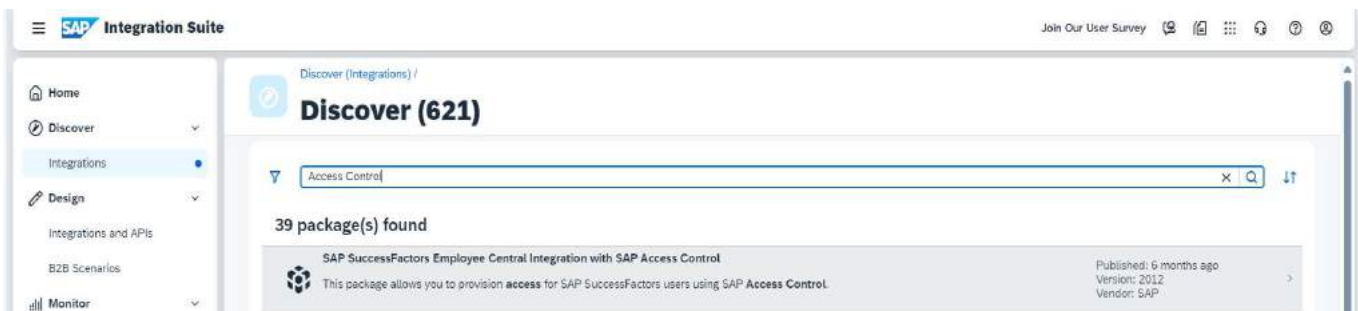 SAP Integration Suite
Join Our User Survey
Home
Discover
Integrations
Design
Integrations and APIs
B2B Scenarios
Monitor
Discover (Integrations) /
Discover (621)
Access Control
39 package(s) found
SAP SuccessFactors Employee Central Integration with SAP Access Control
This package allows you to provision access for SAP SuccessFactors users using SAP Access Control.
Published: 6 months ago
Version: 2012
Vendor: SAP